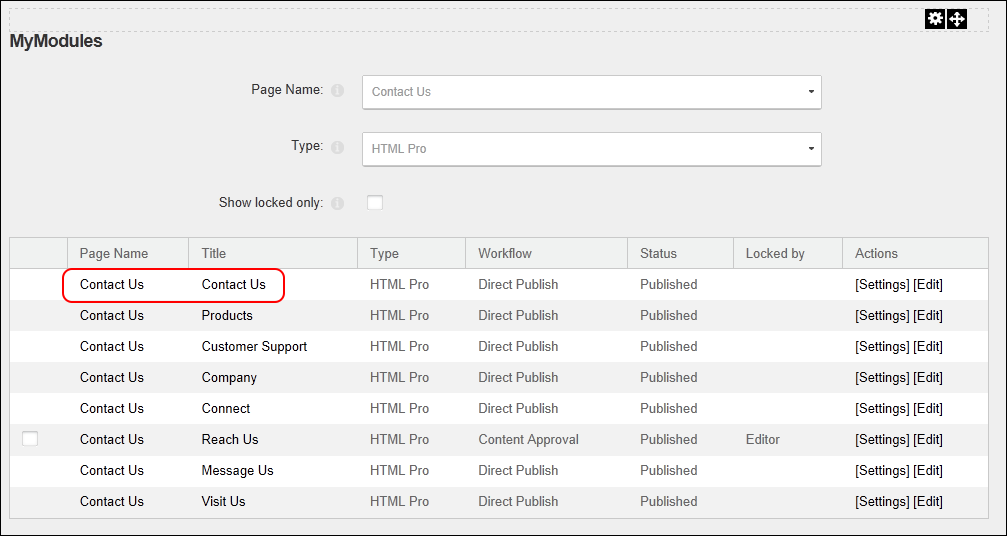 MyModules
Page Name: Contact Us
Type: HTML Pro
Show locked only:
Page Name Title Type Workflow Status Locked by Actions
Contact Us Contact Us HTML Pro Direct Publish Published [Settings] [Edit]
Contact Us Products HTML Pro Direct Publish Published [Settings] [Edit]
Contact Us Customer Support HTML Pro Direct Publish Published [Settings] [Edit]
Contact Us Company HTML Pro Direct Publish Published [Settings] [Edit]
Contact Us Connect HTML Pro Direct Publish Published [Settings] [Edit]
Contact Us Reach Us HTML Pro Content Approval Published Editor [Settings] [Edit]
Contact Us Message Us HTML Pro Direct Publish Published [Settings] [Edit]
Contact Us Visit Us HTML Pro Direct Publish Published [Settings] [Edit]